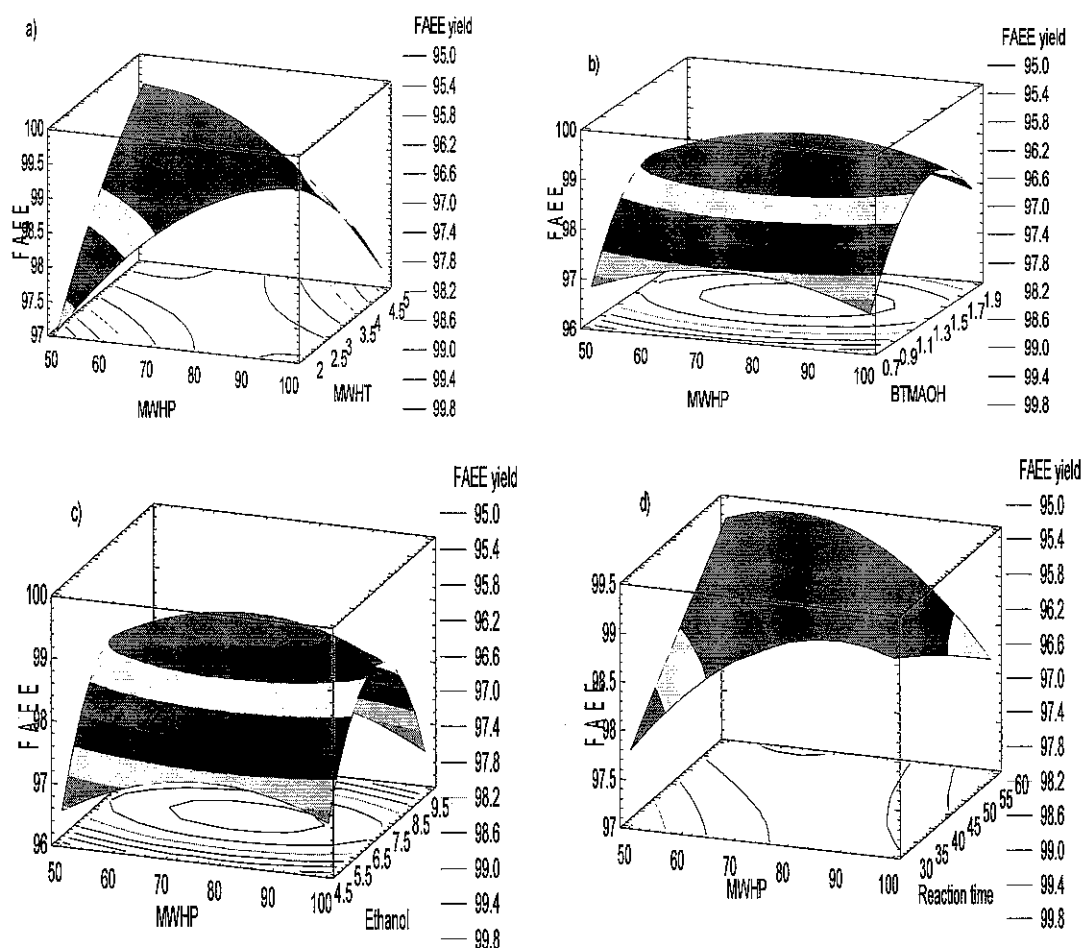 a)
FAEE yield
95.0
95.4
95.8
96.2
96.6
97.0
97.4
97.8
98.2
98.6
99.0
99.4
99.8
100
99.5
99
98.5
98
97.5
97
FAEE
50 60 70 80 90 100
MWHP
2 2.5 3 3.5 4 4.5
MWHT
b)
FAEE yield
95.0
95.4
95.8
96.2
96.6
97.0
97.4
97.8
98.2
98.6
99.0
99.4
99.8
100
99
98
97
96
FAEE
50 60 70 80 90 100
MWHP
0.7 0.9 1.1 1.3 1.5 1.7 1.9
BTMAOH
c)
FAEE yield
95.0
95.4
95.8
96.2
96.6
97.0
97.4
97.8
98.2
98.6
99.0
99.4
99.8
100
99
98
97
96
FAEE
50 60 70 80 90 100
MWHP
4.5 5.5 6.5 7.5 8.5 9.5
Ethanol
d)
FAEE yield
95.0
95.4
95.8
96.2
96.6
97.0
97.4
97.8
98.2
98.6
99.0
99.4
99.8
99.5
99
98.5
98
97.5
97
FAEE
50 60 70 80 90 100
MWHP
30 35 40 45 50 55 60
Reaction time